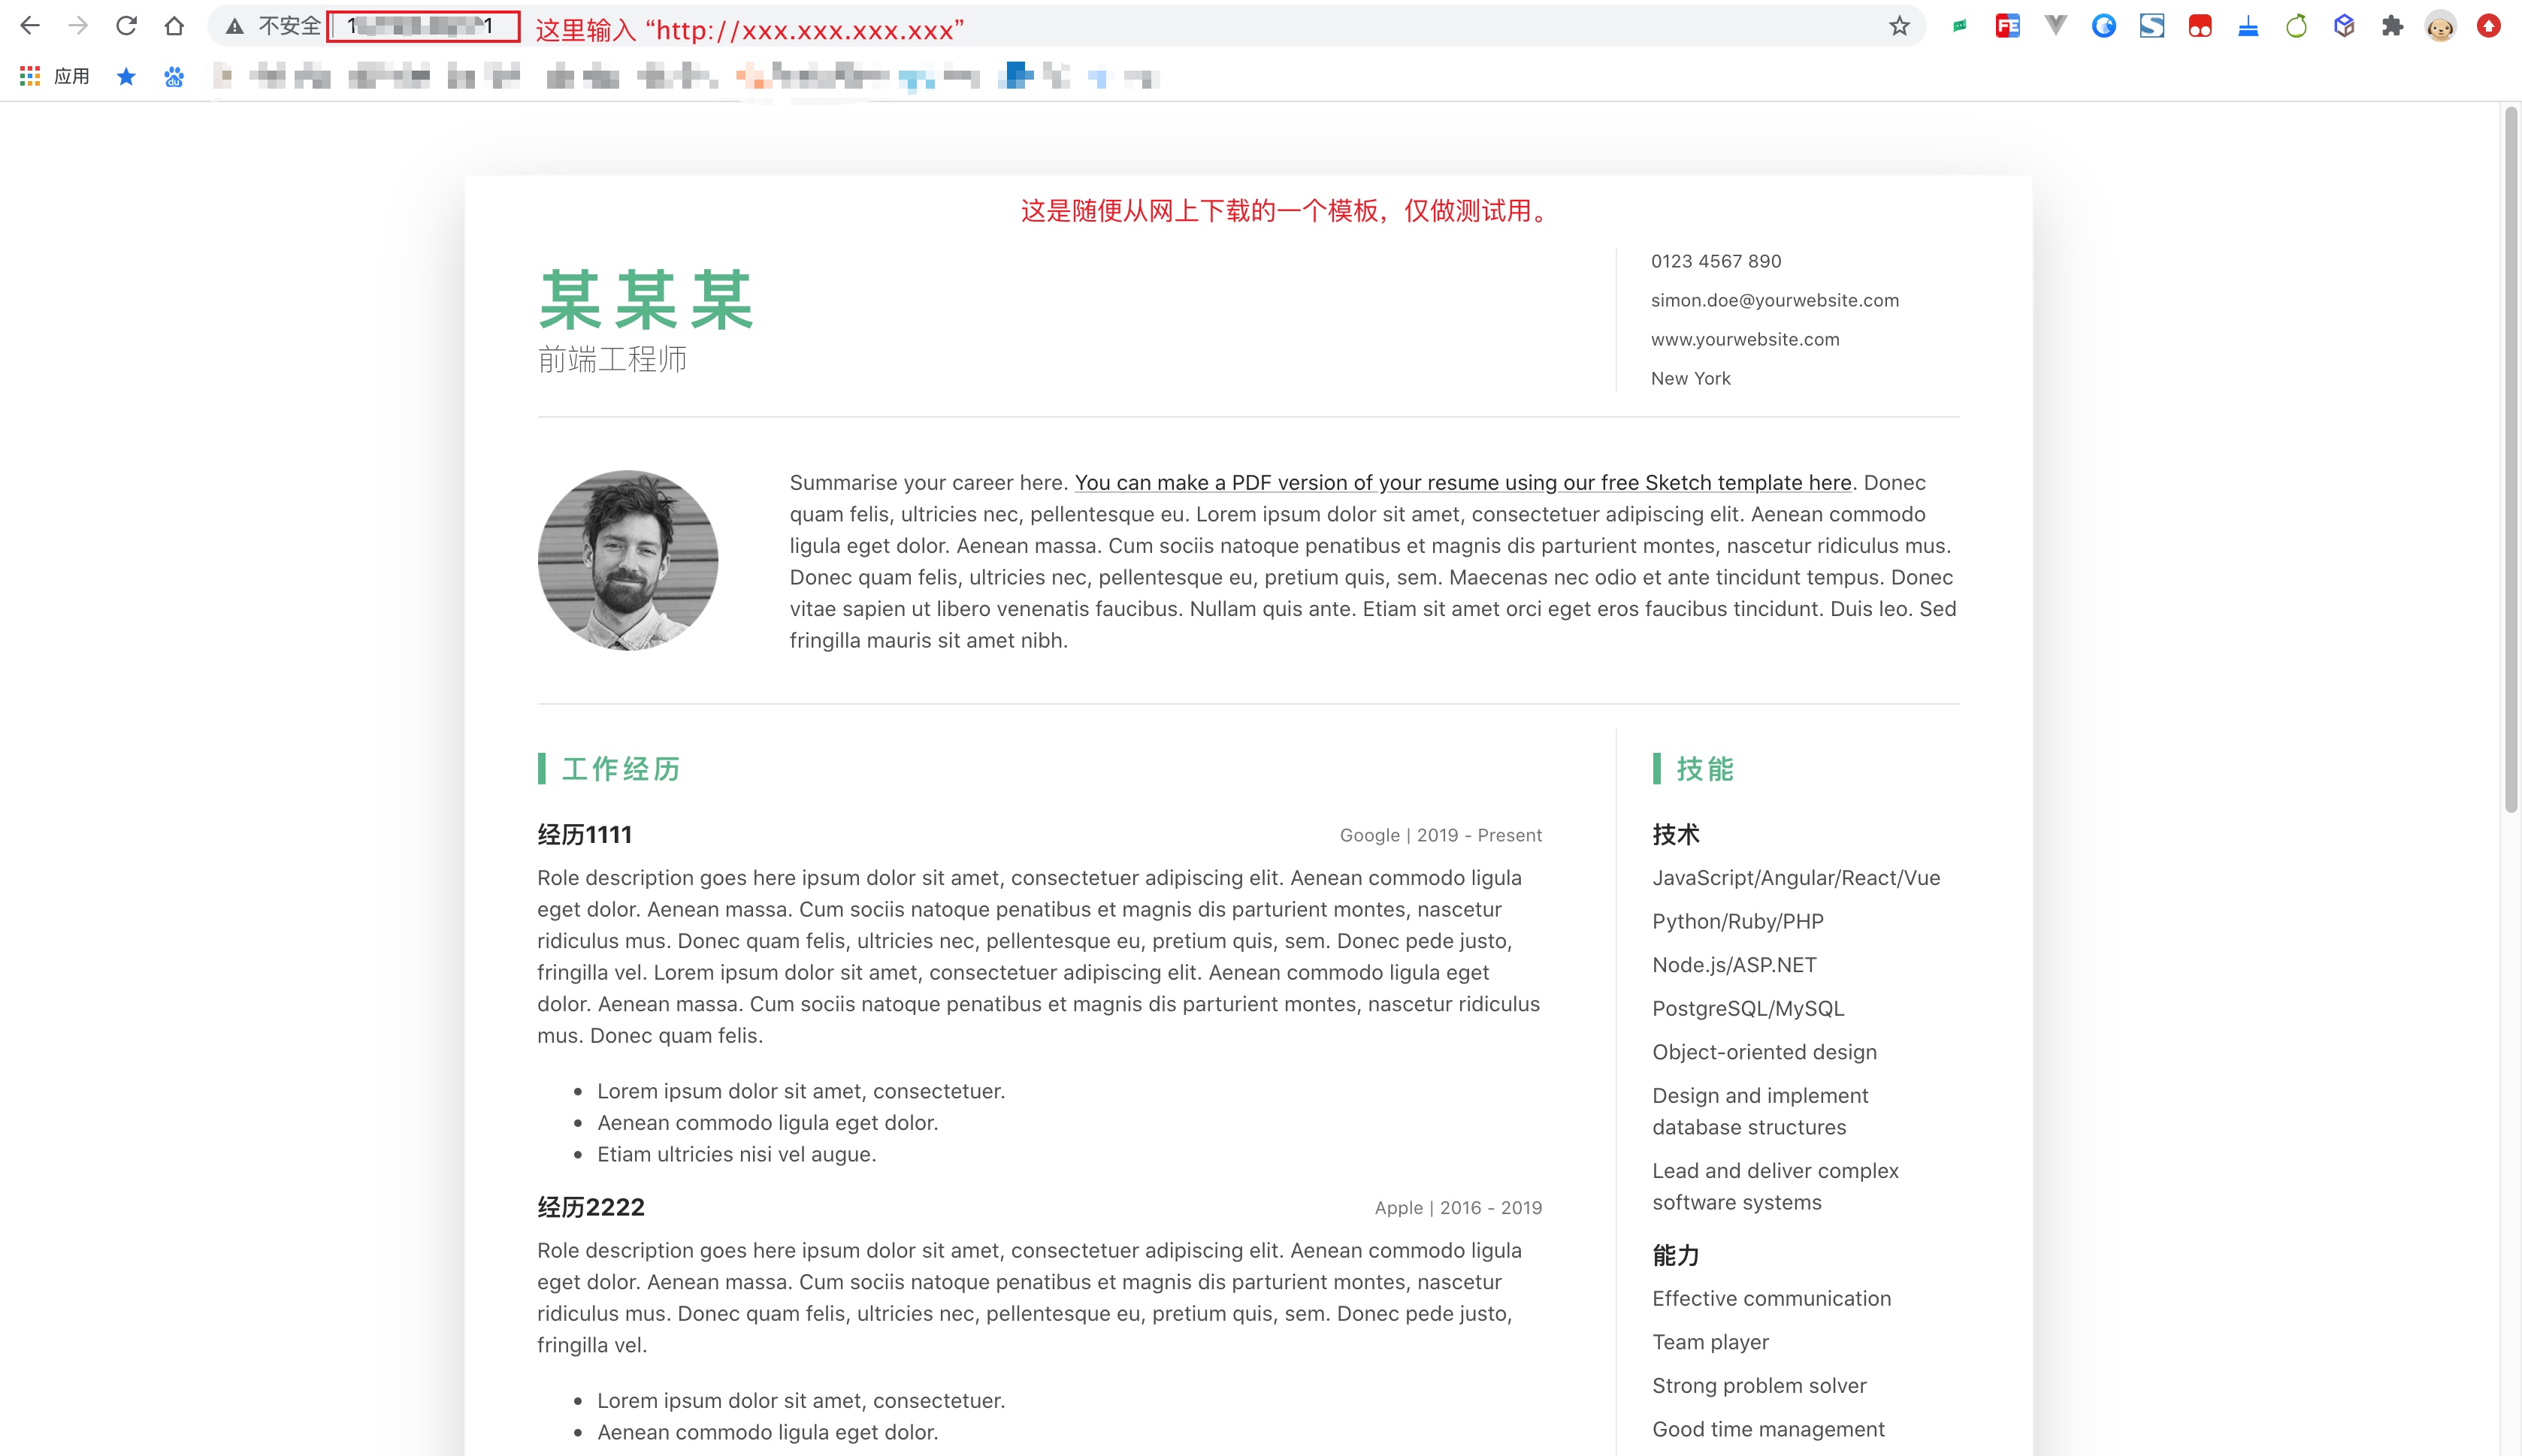 不安全
这里输入 “http://xxx.xxx.xxx.xxx”
应用
这是随便从网上下载的一个模板，仅做测试用。
某某某
前端工程师
0123 4567 890
simon.doe@yourwebsite.com
www.yourwebsite.com
New York
Summarise your career here. You can make a PDF version of your resume using our free Sketch template here. Donec
quam felis, ultricies nec, pellentesque eu. Lorem ipsum dolor sit amet, consectetuer adipiscing elit. Aenean commodo
ligula eget dolor. Aenean massa. Cum sociis natoque penatibus et magnis dis parturient montes, nascetur ridiculus mus.
Donec quam felis, ultricies nec, pellentesque eu, pretium quis, sem. Maecenas nec odio et ante tincidunt tempus. Donec
vitae sapien ut libero venenatis faucibus. Nullam quis ante. Etiam sit amet orci eget eros faucibus tincidunt. Duis leo. Sed
fringilla mauris sit amet nibh.
工作经历
经历1111
Google | 2019 - Present
Role description goes here ipsum dolor sit amet, consectetuer adipiscing elit. Aenean commodo ligula
eget dolor. Aenean massa. Cum sociis natoque penatibus et magnis dis parturient montes, nascetur
ridiculus mus. Donec quam felis, ultricies nec, pellentesque eu, pretium quis, sem. Donec pede justo,
fringilla vel. Lorem ipsum dolor sit amet, consectetuer adipiscing elit. Aenean commodo ligula eget
dolor. Aenean massa. Cum sociis natoque penatibus et magnis dis parturient montes, nascetur ridiculus
mus. Donec quam felis.
• Lorem ipsum dolor sit amet, consectetuer.
• Aenean commodo ligula eget dolor.
• Etiam ultricies nisi vel augue.
经历2222
Apple | 2016 - 2019
Role description goes here ipsum dolor sit amet, consectetuer adipiscing elit. Aenean commodo ligula
eget dolor. Aenean massa. Cum sociis natoque penatibus et magnis dis parturient montes, nascetur
ridiculus mus. Donec quam felis, ultricies nec, pellentesque eu, pretium quis, sem. Donec pede justo,
fringilla vel.
• Lorem ipsum dolor sit amet, consectetuer.
• Aenean commodo ligula eget dolor.
技能
技术
JavaScript/Angular/React/Vue
Python/Ruby/PHP
Node.js/ASP.NET
PostgreSQL/MySQL
Object-oriented design
Design and implement
database structures
Lead and deliver complex
software systems
能力
Effective communication
Team player
Strong problem solver
Good time management